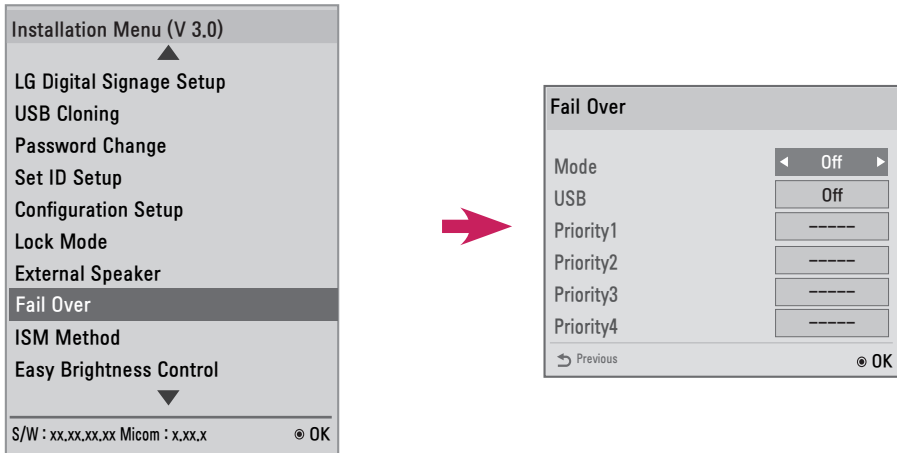 Installation Menu (V 3.0)
LG Digital Signage Setup
USB Cloning
Password Change
Set ID Setup
Configuration Setup
Lock Mode
External Speaker
Fail Over
ISM Method
Easy Brightness Control
S/W : xx.xx.xx.xx Micom : x.xx.x ◉ OK
Fail Over
Mode ◀ Off ▶
USB Off
Priority1 -----
Priority2 -----
Priority3 -----
Priority4 -----
Previous ◉ OK